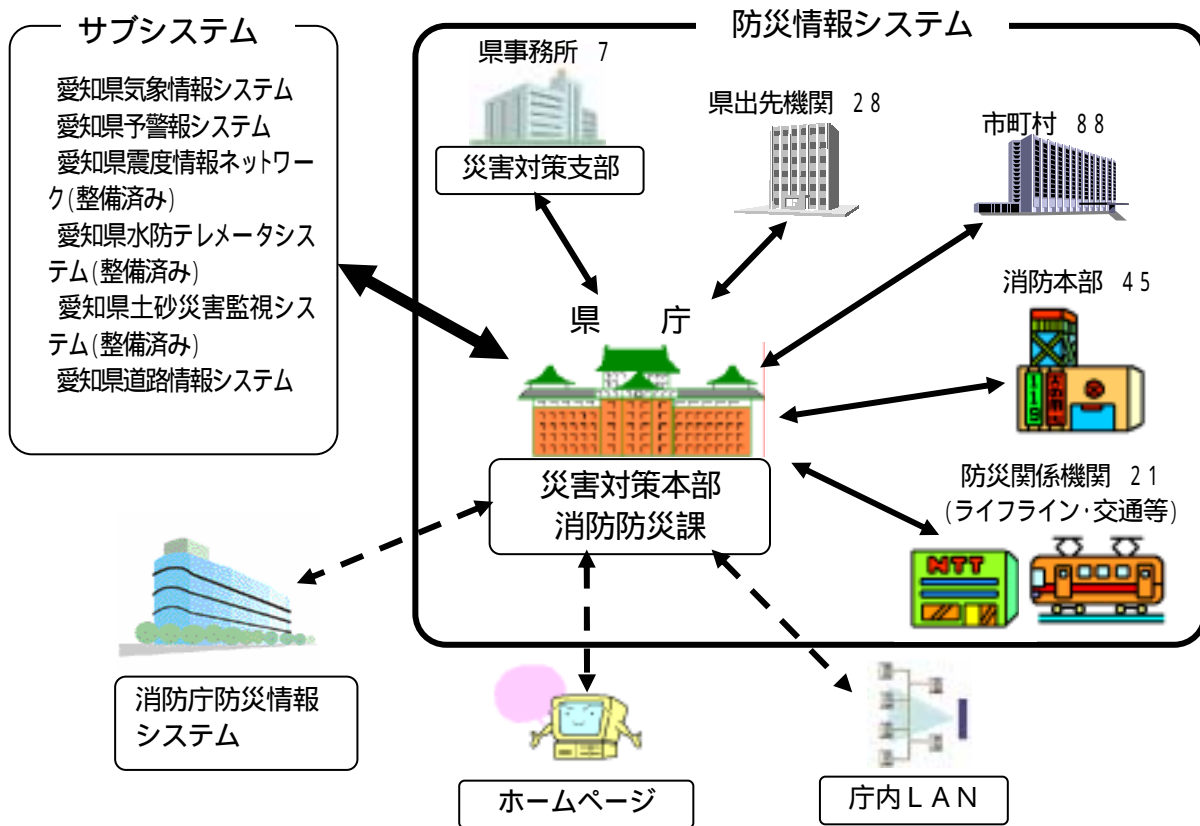 サブシステム
愛知県気象情報システム
愛知県予警報システム
愛知県震度情報ネットワー
ク(整備済み)
愛知県水防テレメータシス
テム(整備済み)
愛知県土砂災害監視シス
テム(整備済み)
愛知県道路情報システム
防災情報システム
県事務所 7
災害対策支部
県出先機関 28
市町村 88
消防本部 45
119
県庁
災害対策本部
消防防災課
防災関係機関 21
(ライフライン・交通等)
NTT
消防庁防災情報
システム
ホームページ
庁内LAN